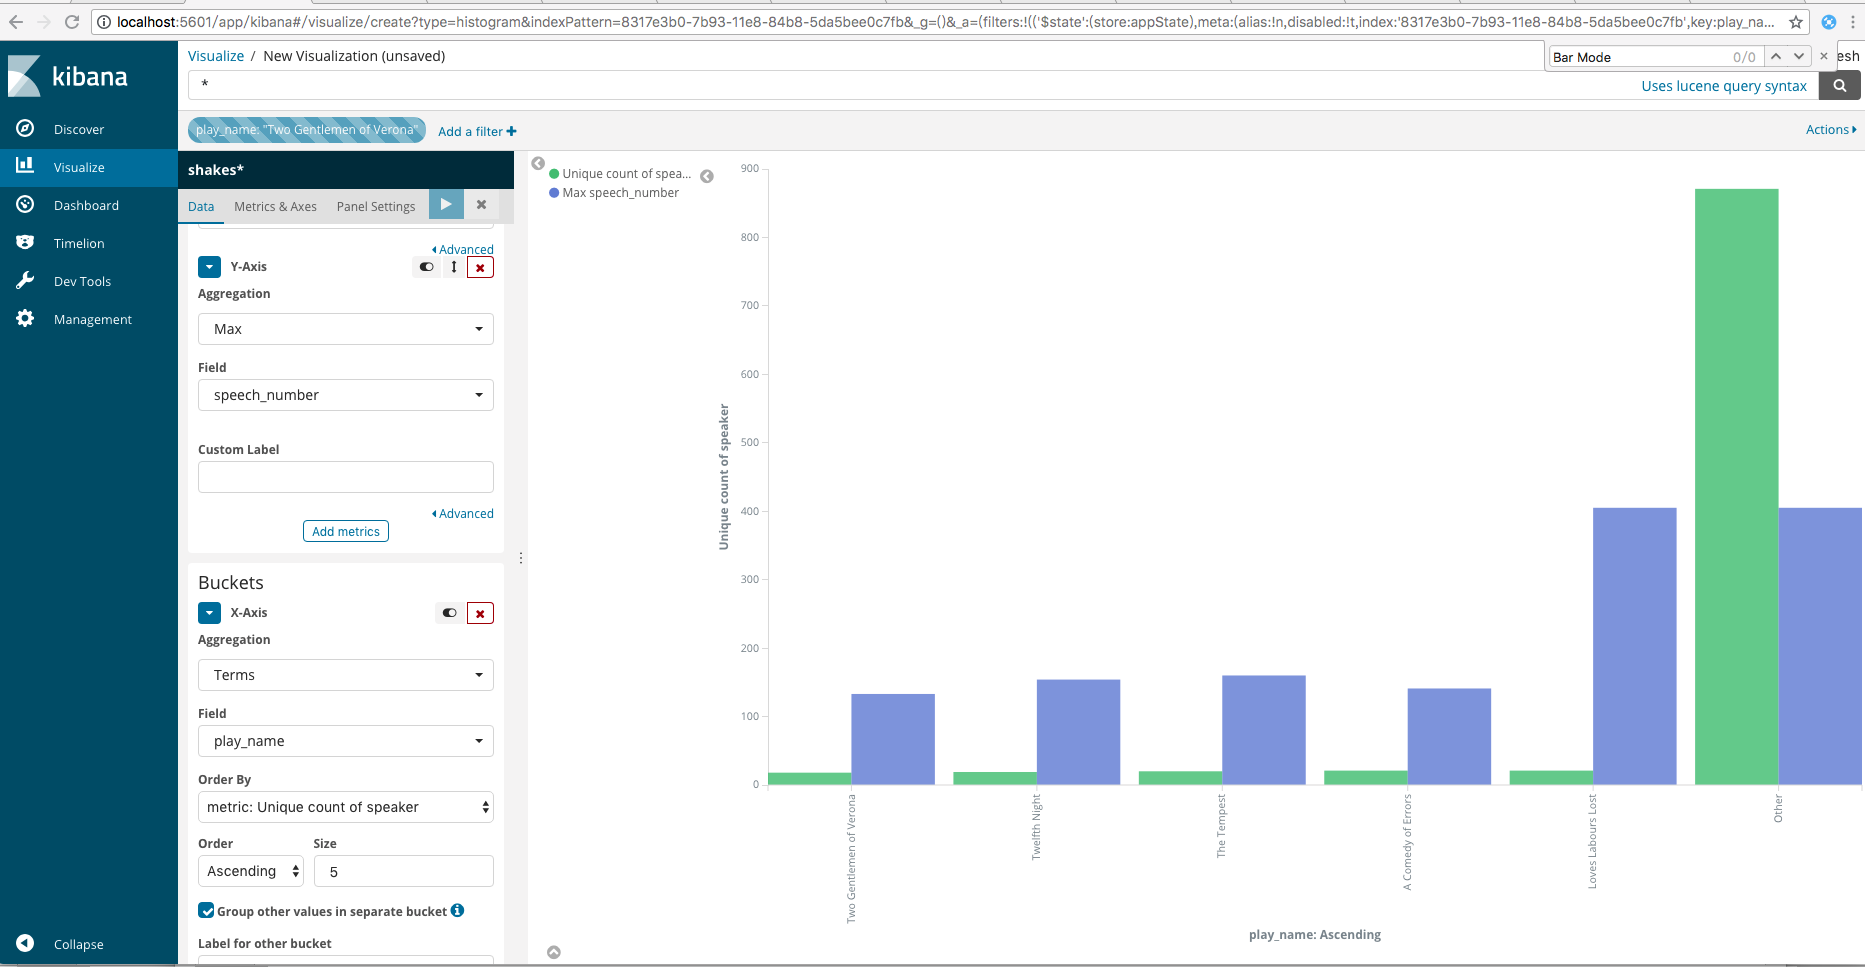 localhost:5601/app/kibana#/visualize/create?type=histogram&indexPattern=8317e3b0-7b93-11e8-84b8-5da5bee0c7fb&_g=()&_a=(filters:!(('$state':(store:appState),meta:(alias:!n,disabled:!t,index:'8317e3b0-7b93-11e8-84b8-5da5bee0c7fb',key:play_na...
kibana
Discover
Visualize
Dashboard
Timelion
Dev Tools
Management
Collapse
Visualize / New Visualization (unsaved)
Bar Mode 0/0
esh
*
Uses lucene query syntax
play_name: "Two Gentlemen of Verona"
Add a filter +
Actions
shakes*
Data Metrics & Axes Panel Settings
Advanced
Y-Axis
Aggregation
Max
Field
speech_number
Custom Label
Advanced
Add metrics
Buckets
X-Axis
Aggregation
Terms
Field
play_name
Order By
metric: Unique count of speaker
Order Size
Ascending 5
Group other values in separate bucket
Label for other bucket
Unique count of spea...
Max speech_number
900
800
700
600
500
400
300
200
100
0
Unique count of speaker
Two Gentlemen of Verona
Twelfth Night
The Tempest
A Comedy of Errors
Loves Labours Lost
Other
play_name: Ascending